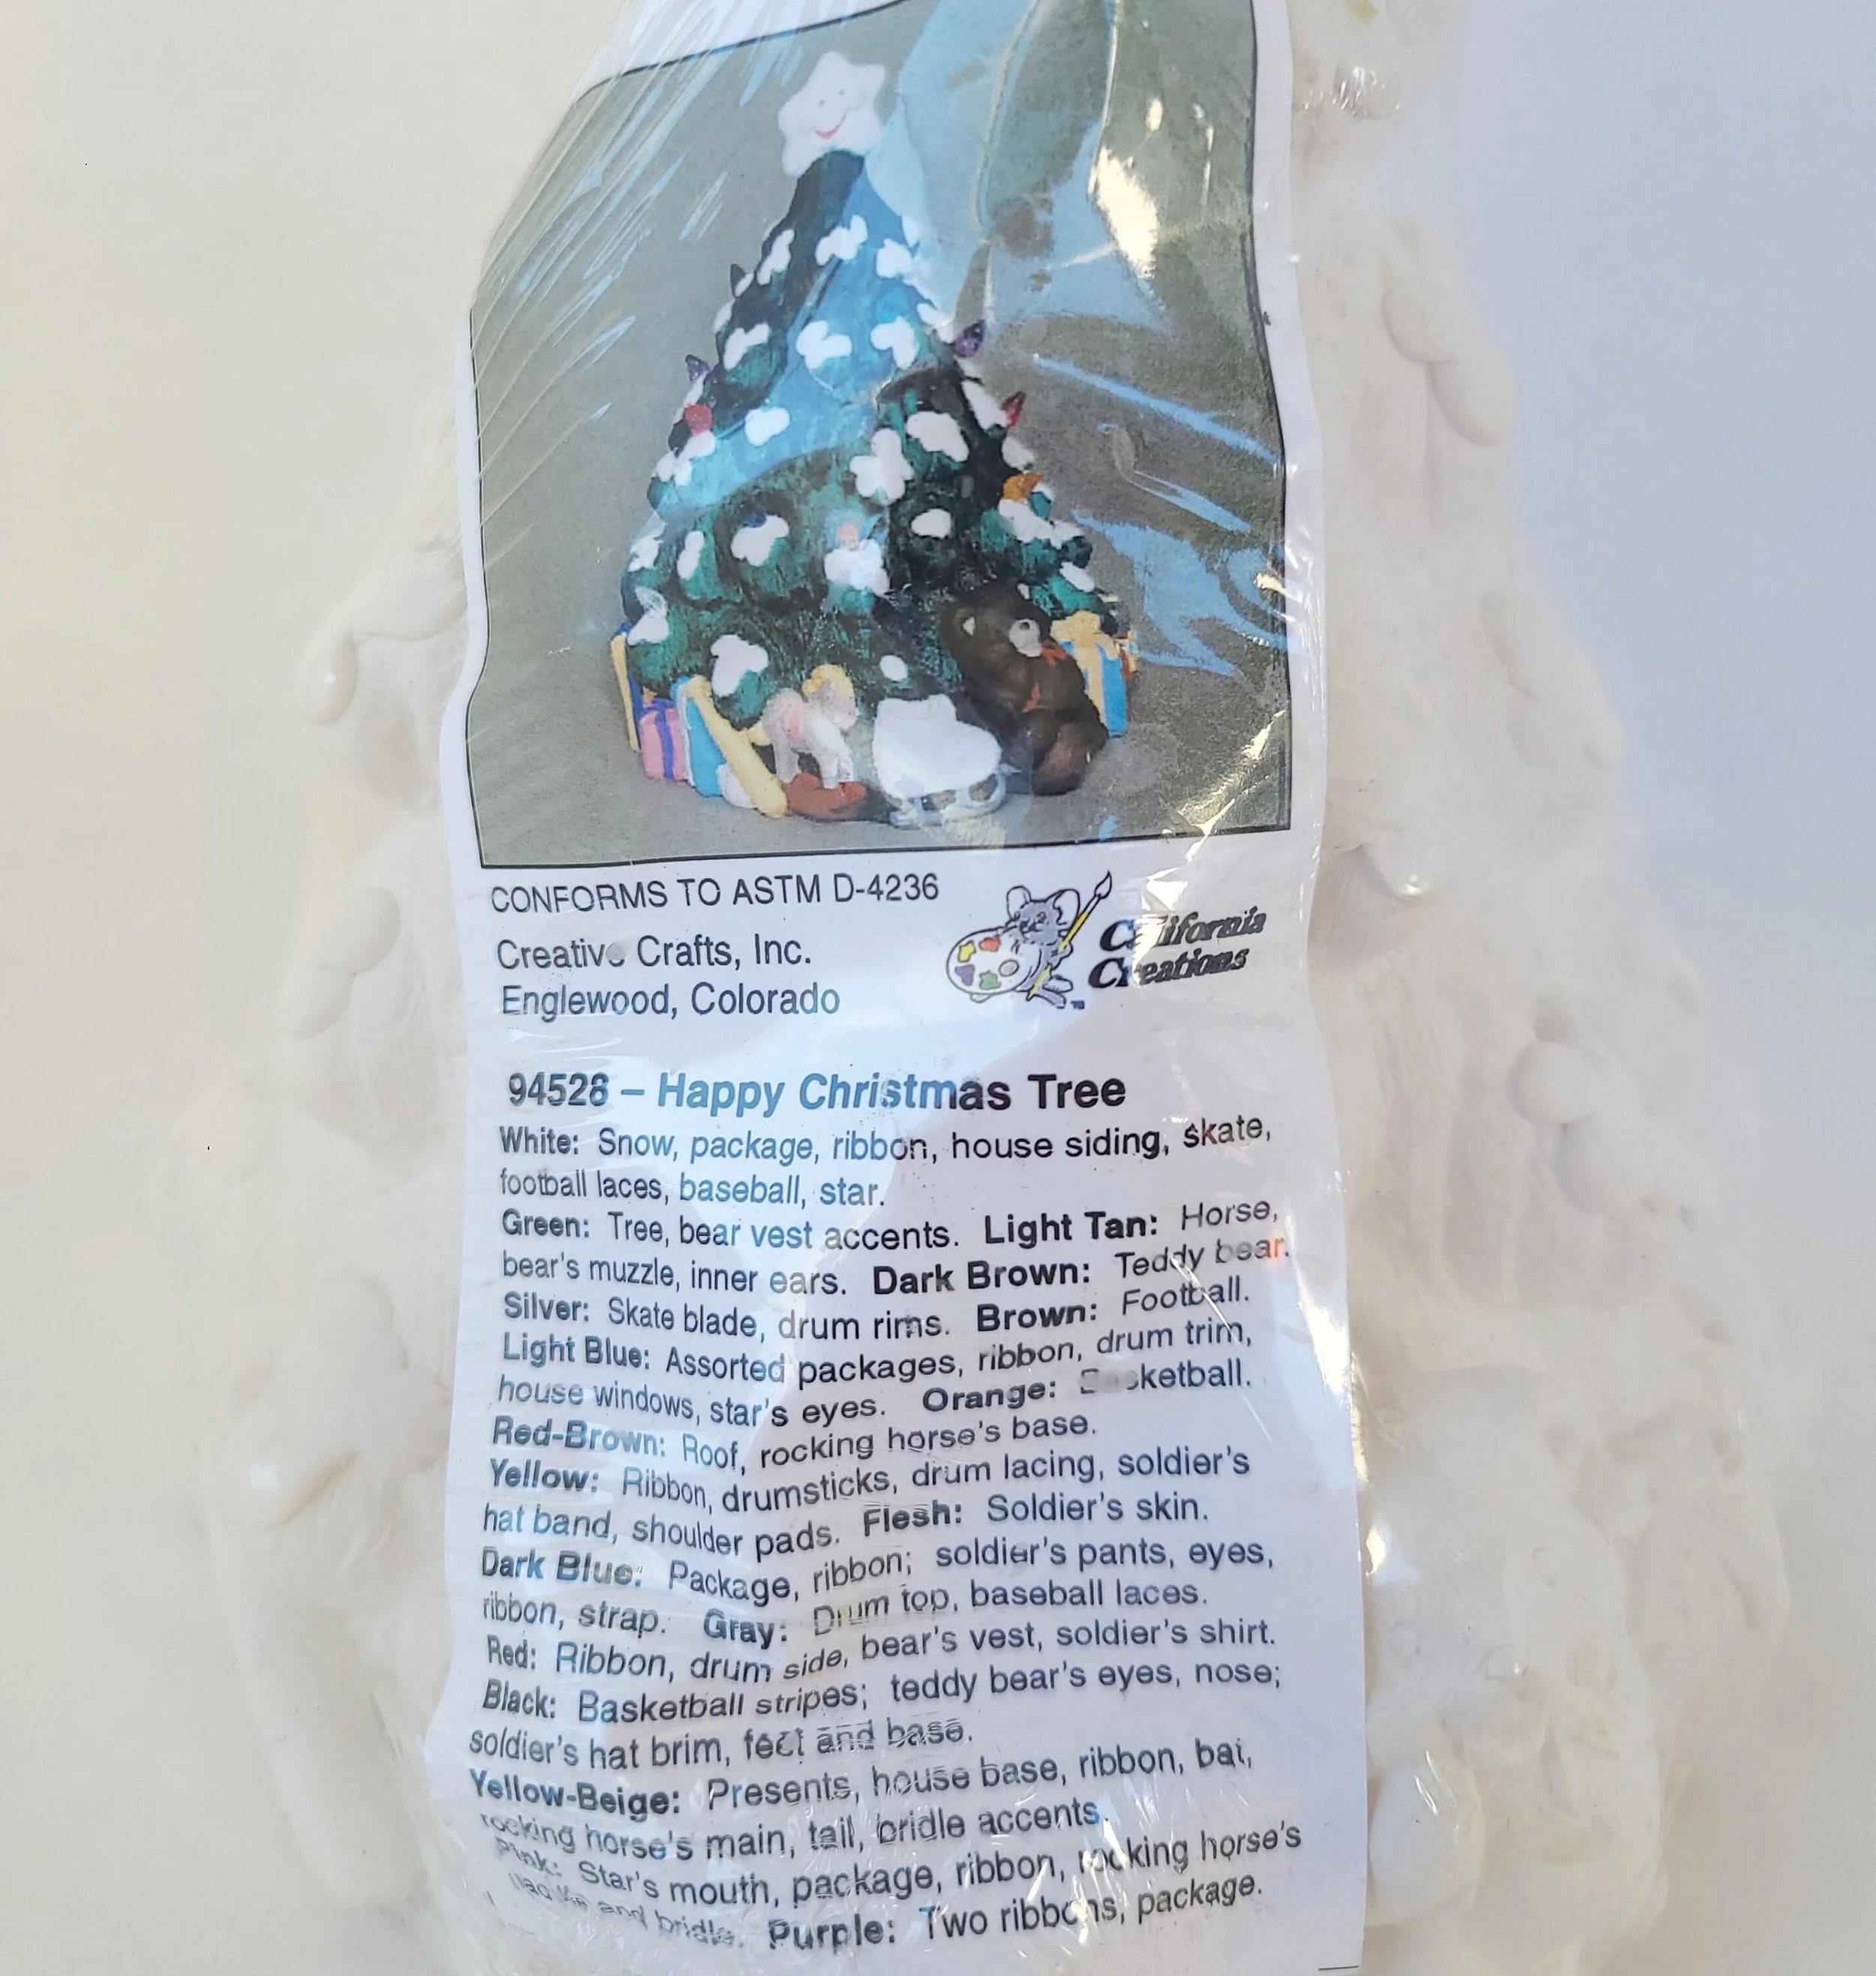 CONFORMS TO ASTM D-4236
Creative Crafts, Inc.
Englewood, Colorado
California
Creations
TM
94528 – Happy Christmas Tree
White: Snow, package, ribbon, house siding, skate,
football laces, baseball, star.
Green: Tree, bear vest accents. Light Tan: Horse,
bear's muzzle, inner ears. Dark Brown: Teddy bear.
Silver: Skate blade, drum rims. Brown: Football.
Light Blue: Assorted packages, ribbon, drum trim,
house windows, star's eyes. Orange: Basketball.
Red-Brown: Roof, rocking horse's base.
Yellow: Ribbon, drumsticks, drum lacing, soldier's
hat band, shoulder pads. Flesh: Soldier's skin.
Dark Blue: Package, ribbon; soldier's pants, eyes,
ribbon, strap. Gray: Drum top, baseball laces.
Red: Ribbon, drum side, bear's vest, soldier's shirt.
Black: Basketball stripes; teddy bear's eyes, nose;
soldier's hat brim, feet and base.
Yellow-Beige: Presents, house base, ribbon, bat,
rocking horse's main, tail, bridle accents.
Pink: Star's mouth, package, ribbon, rocking horse's
and bridle. Purple: Two ribbons, package.